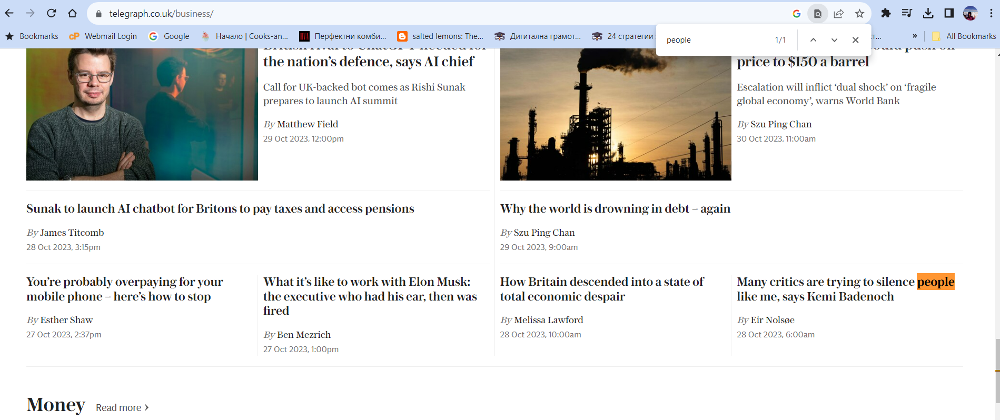 telegraph.co.uk/business/
Bookmarks
cP Webmail Login
Google
Начало | Cooks-an...
Перфектни комби...
salted lemons: The...
Дигитална грамот...
24 стратегии
ст...
»
All Bookmarks
people 1/1
the nation's defence, says AI chief
Call for UK-backed bot comes as Rishi Sunak
prepares to launch AI summit
By Matthew Field
29 Oct 2023, 12:00pm
price to $150 a barrel
Escalation will inflict ‘dual shock’ on ‘fragile
global economy’, warns World Bank
By Szu Ping Chan
30 Oct 2023, 11:00am
Sunak to launch AI chatbot for Britons to pay taxes and access pensions
By James Titcomb
28 Oct 2023, 3:15pm
Why the world is drowning in debt – again
By Szu Ping Chan
29 Oct 2023, 9:00am
You’re probably overpaying for your
mobile phone – here’s how to stop
By Esther Shaw
27 Oct 2023, 2:37pm
What it’s like to work with Elon Musk:
the executive who had his ear, then was
fired
By Ben Mezrich
27 Oct 2023, 1:00pm
How Britain descended into a state of
total economic despair
By Melissa Lawford
28 Oct 2023, 10:00am
Many critics are trying to silence people
like me, says Kemi Badenoch
By Eir Nolsøe
28 Oct 2023, 6:00am
Money Read more